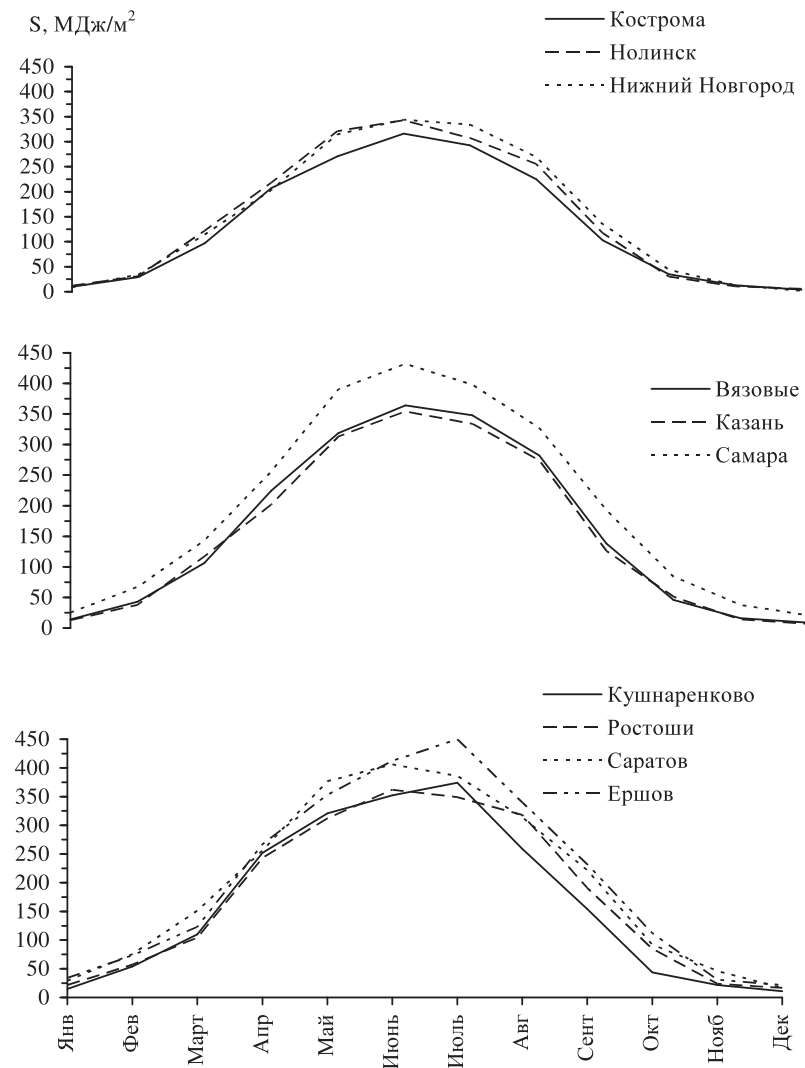 S, МДж/м²
Кострома
Нолинск
Нижний Новгород
450
400
350
300
250
200
150
100
50
0
450
400
350
300
250
200
150
100
50
0
Вязовые
Казань
Самара
Кушнаренково
Ростоши
Саратов
Ершов
450
400
350
300
250
200
150
100
50
0
Янв
Фев
Март
Апр
Май
Июнь
Июль
Авг
Сент
Окт
Нояб
Дек